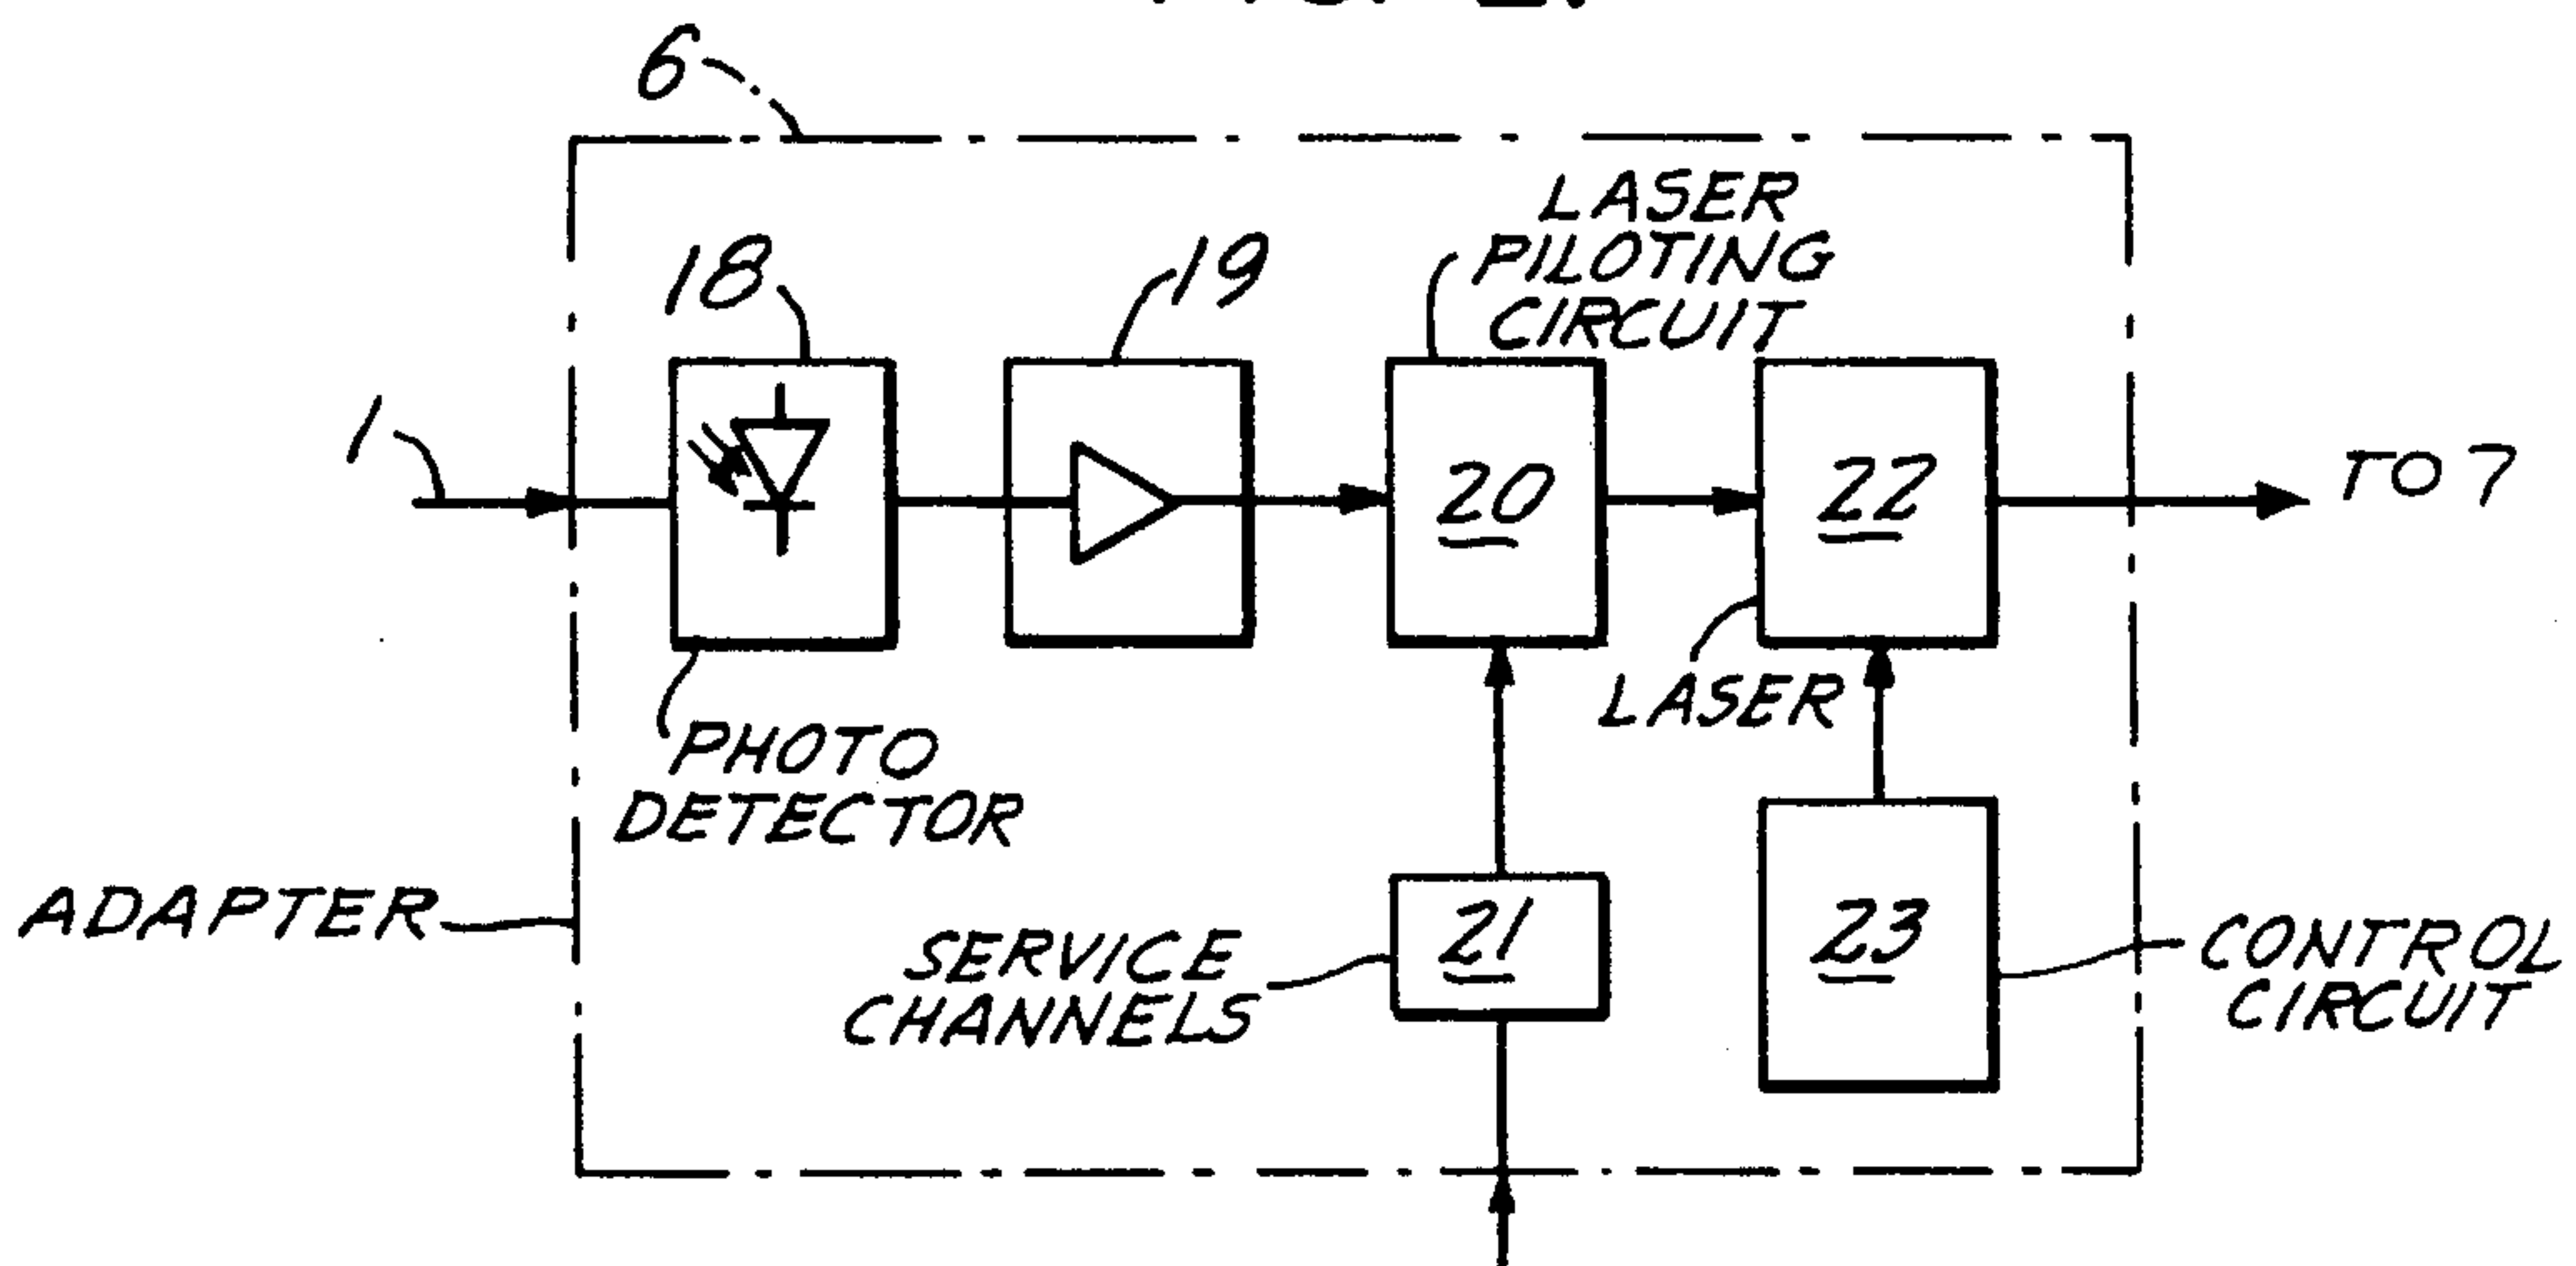 6
LASER
PILOTING
CIRCUIT
18
19
1
20
22
TO 7
LASER
PHOTO
DETECTOR
ADAPTER
SERVICE
CHANNELS
21
23
CONTROL
CIRCUIT